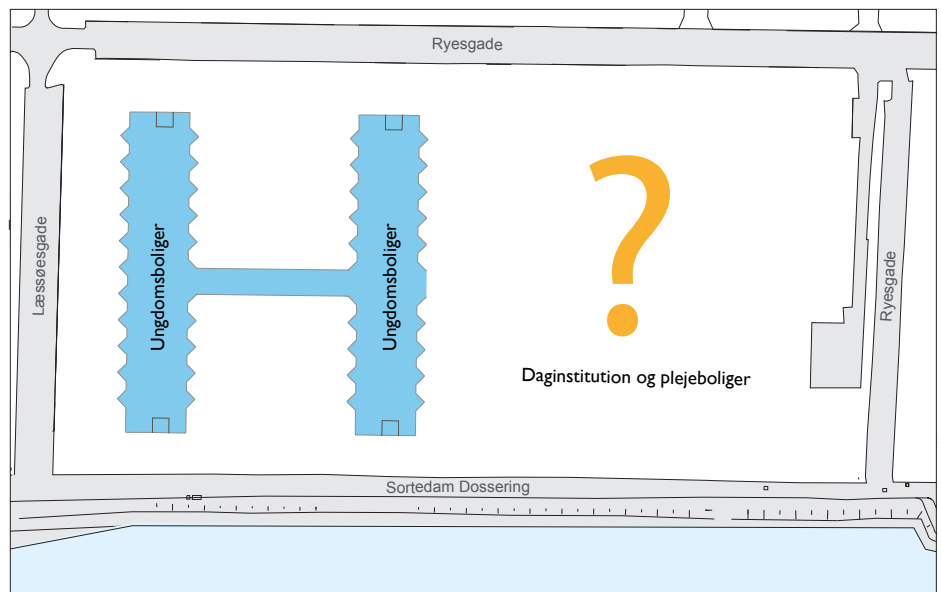 Ryesgade
Læssøesgade
Ungdomsboliger
Ungdomsboliger
?
Daginstitution og plejeboliger
Ryesgade
Sortedam Dossering